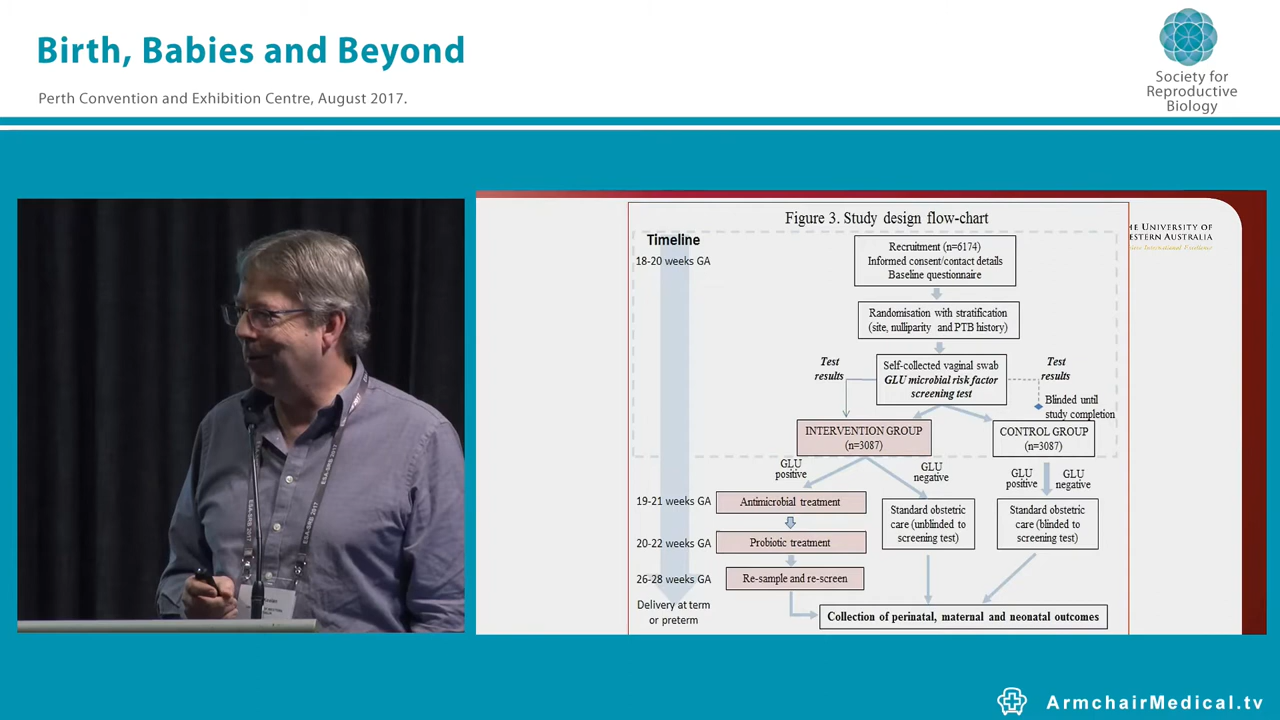 Birth, Babies and Beyond
Perth Convention and Exhibition Centre, August 2017.
Society for
Reproductive
Biology
UNIVERSITY OF
AUSTRALIA
Figure 3. Study design flow-chart
Timeline
18-20 weeks GA
Recruitment (n=6174)
Informed consent/contact details
Baseline questionnaire
Randomisation with stratification
(site, nulliparity and PTB history)
Test
results
Self-collected vaginal swab
GLU microbial risk factor
screening test
Test
results
Blinded until
study completion
INTERVENTION GROUP
(n=3087)
CONTROL GROUP
(n=3087)
GLU
positive
GLU
negative
GLU
positive
GLU
negative
19-21 weeks GA
Antimicrobial treatment
Standard obstetric
care (unblinded to
screening test)
Standard obstetric
care (blinded to
screening test)
20-22 weeks GA
Probiotic treatment
26-28 weeks GA
Re-sample and re-screen
Delivery at term
or preterm
Collection of perinatal, maternal and neonatal outcomes
ArmchairMedical.tv